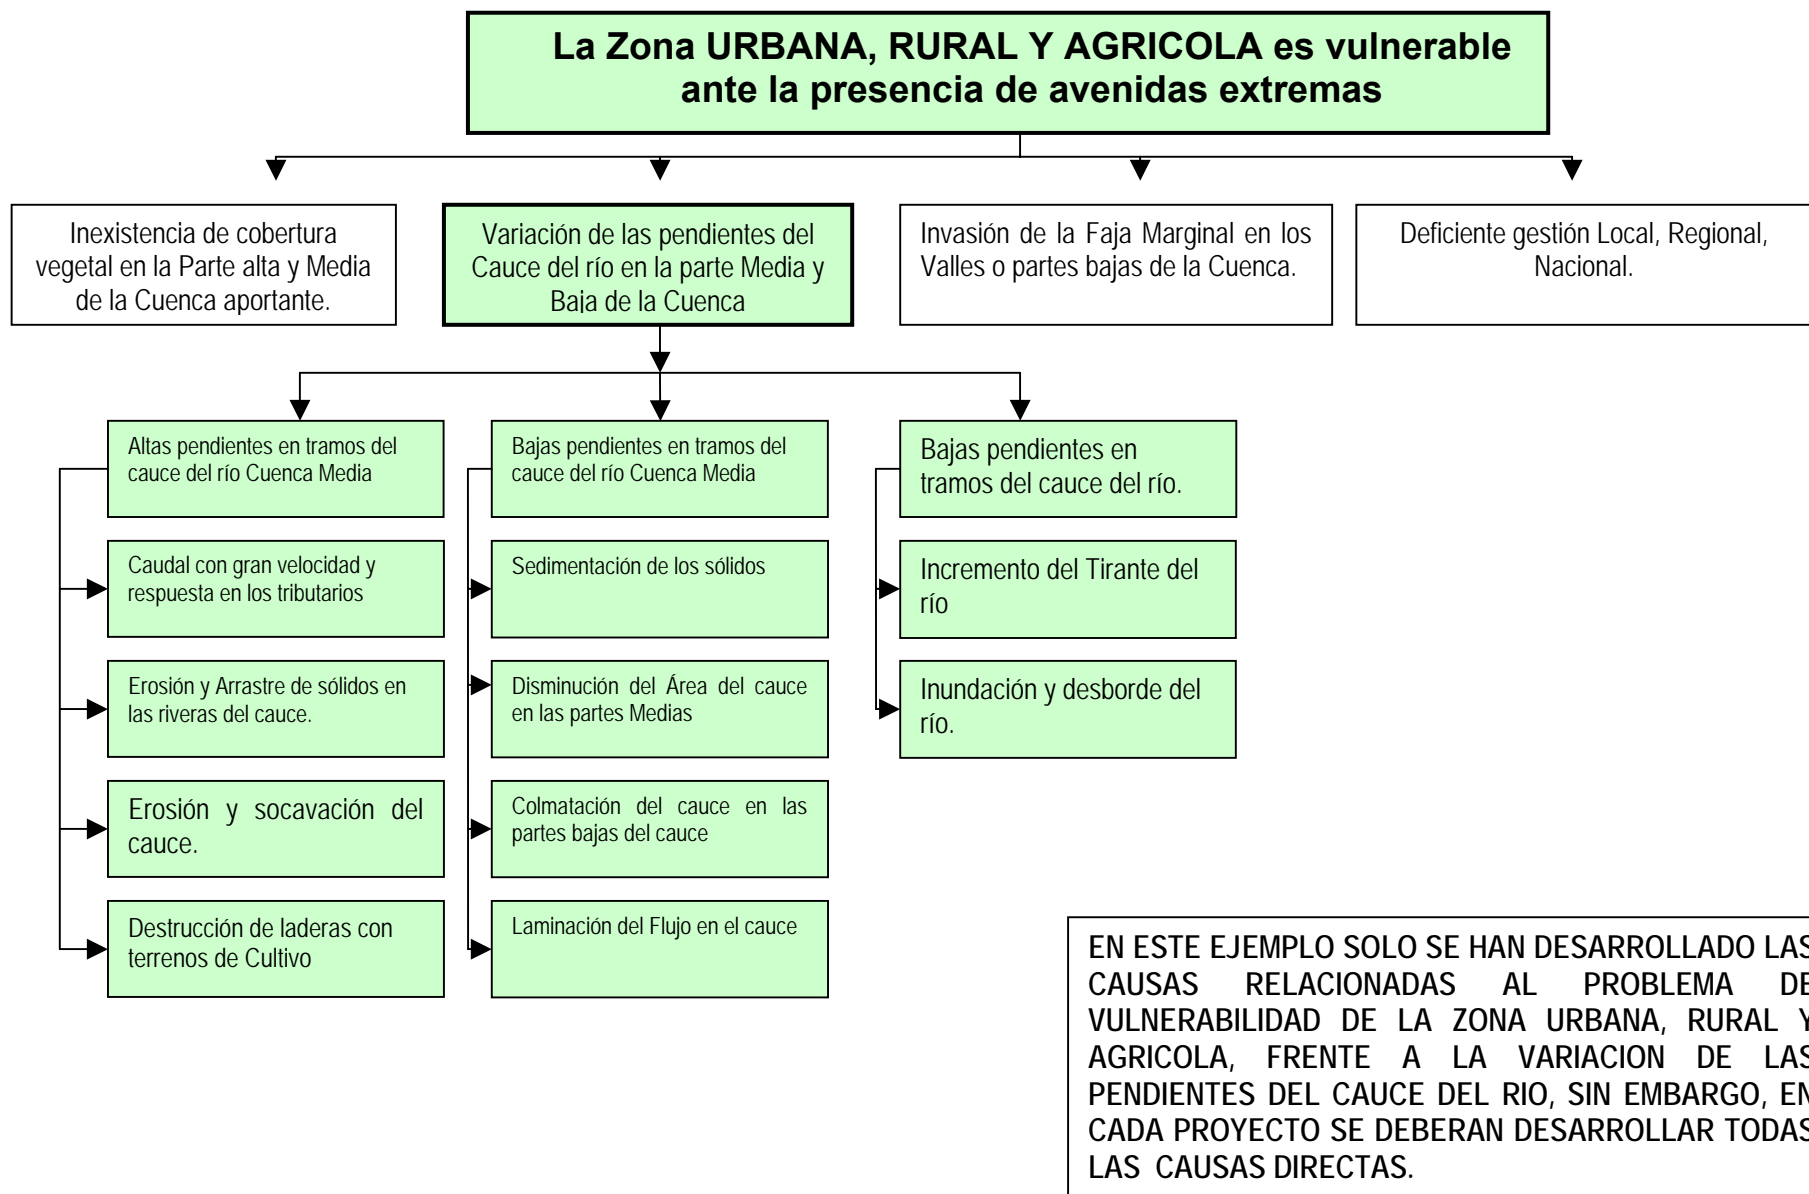 La Zona URBANA, RURAL Y AGRICOLA es vulnerable
ante la presencia de avenidas extremas
Inexistencia de cobertura
vegetal en la Parte alta y Media
de la Cuenca aportante.
Variación de las pendientes del
Cauce del río en la parte Media y
Baja de la Cuenca
Invasión de la Faja Marginal en los
Valles o partes bajas de la Cuenca.
Deficiente gestión Local, Regional,
Nacional.
Altas pendientes en tramos del
cauce del río Cuenca Media
Caudal con gran velocidad y
respuesta en los tributarios
Erosión y Arrastre de sólidos en
las riveras del cauce.
Erosión y socavación del
cauce.
Destrucción de laderas con
terrenos de Cultivo
Bajas pendientes en tramos del
cauce del río Cuenca Media
Sedimentación de los sólidos
Disminución del Área del cauce
en las partes Medias
Colmatación del cauce en las
partes bajas del cauce
Laminación del Flujo en el cauce
Bajas pendientes en
tramos del cauce del río.
Incremento del Tirante del
río
Inundación y desborde del
río.
EN ESTE EJEMPLO SOLO SE HAN DESARROLLADO LAS
CAUSAS RELACIONADAS AL PROBLEMA DE
VULNERABILIDAD DE LA ZONA URBANA, RURAL Y
AGRICOLA, FRENTE A LA VARIACION DE LAS
PENDIENTES DEL CAUCE DEL RIO, SIN EMBARGO, EN
CADA PROYECTO SE DEBERAN DESARROLLAR TODAS
LAS CAUSAS DIRECTAS.